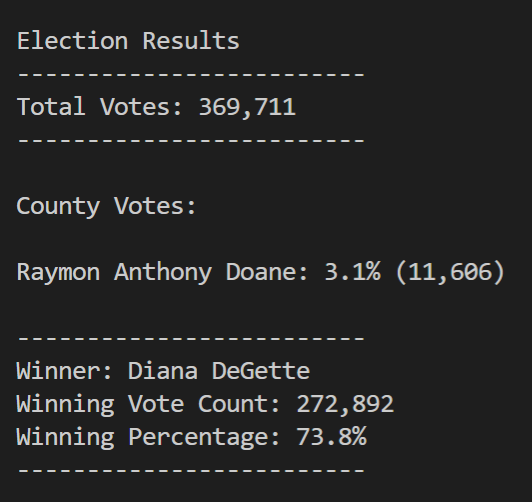 Election Results
-------------------------
Total Votes: 369,711
-------------------------
County Votes:
Raymon Anthony Doane: 3.1% (11,606)
-------------------------
Winner: Diana DeGette
Winning Vote Count: 272,892
Winning Percentage: 73.8%
-------------------------